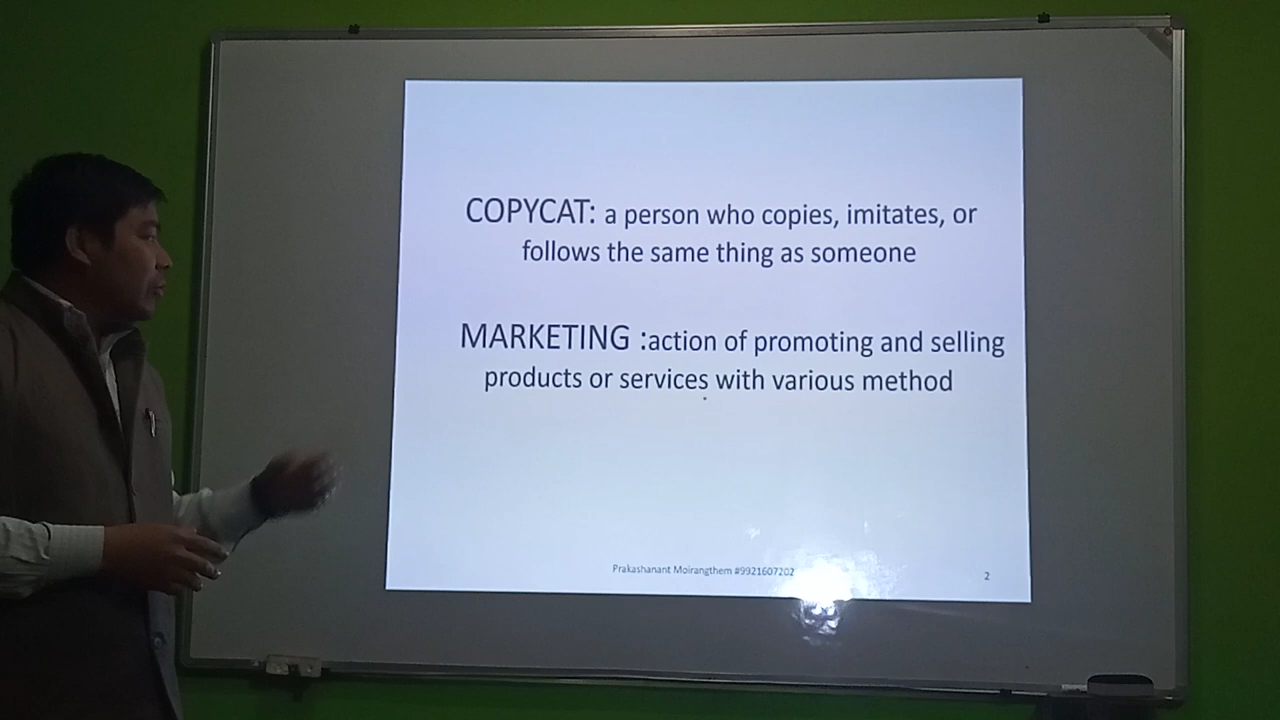 COPYCAT: a person who copies, imitates, or
follows the same thing as someone
MARKETING :action of promoting and selling
products or services with various method
Prakashanant Moirangthem #9921607202
2